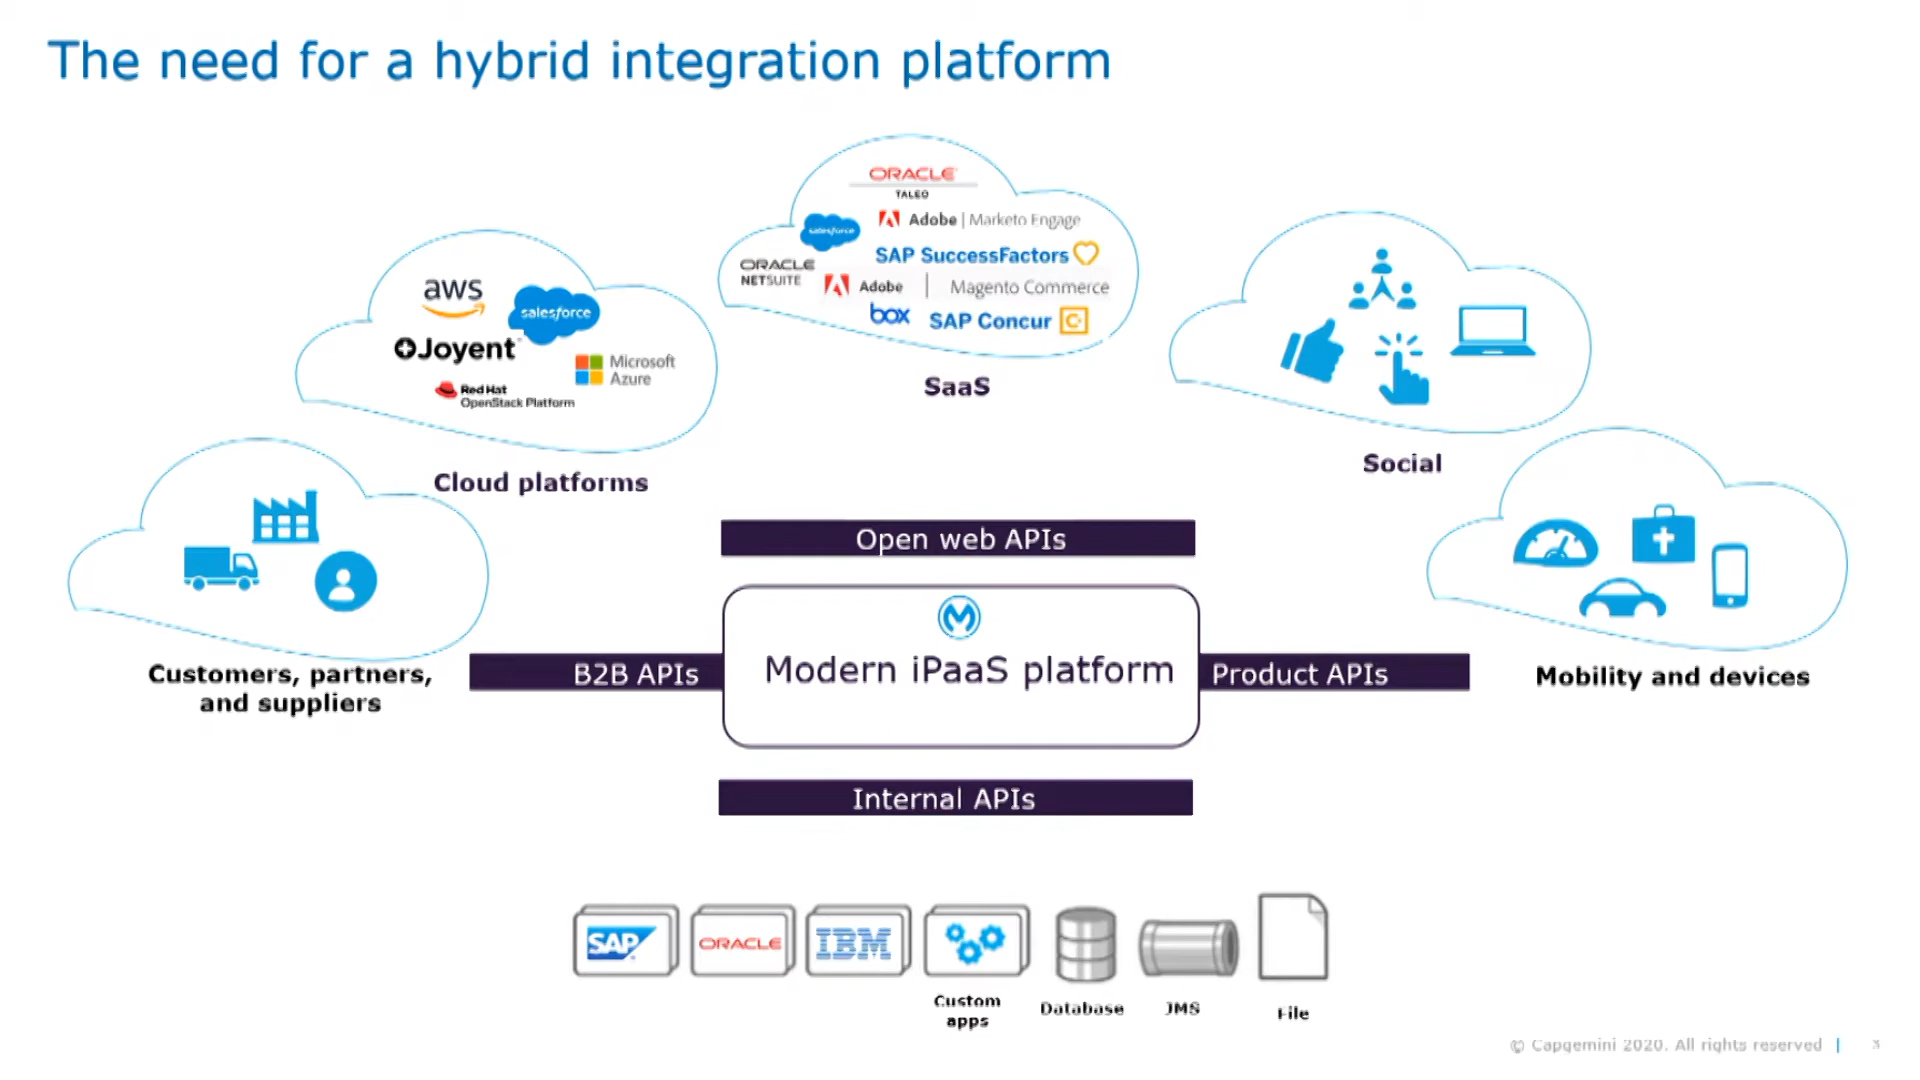 The need for a hybrid integration platform
ORACLE
TALEO
salesforce
Adobe | Marketo Engage
SAP SuccessFactors
ORACLE
NETSUITE
Adobe | Magento Commerce
box
SAP Concur C
SaaS
aws
salesforce
Joyent
Microsoft
Azure
Red Hat
OpenStack Platform
Cloud platforms
Social
Customers, partners,
and suppliers
Mobility and devices
Open web APIs
B2B APIs
Modern iPaaS platform
Product APIs
Internal APIs
SAP
ORACLE
IBM
Custom
apps
Database
JMS
File
© Capgemini 2020. All rights reserved | 3